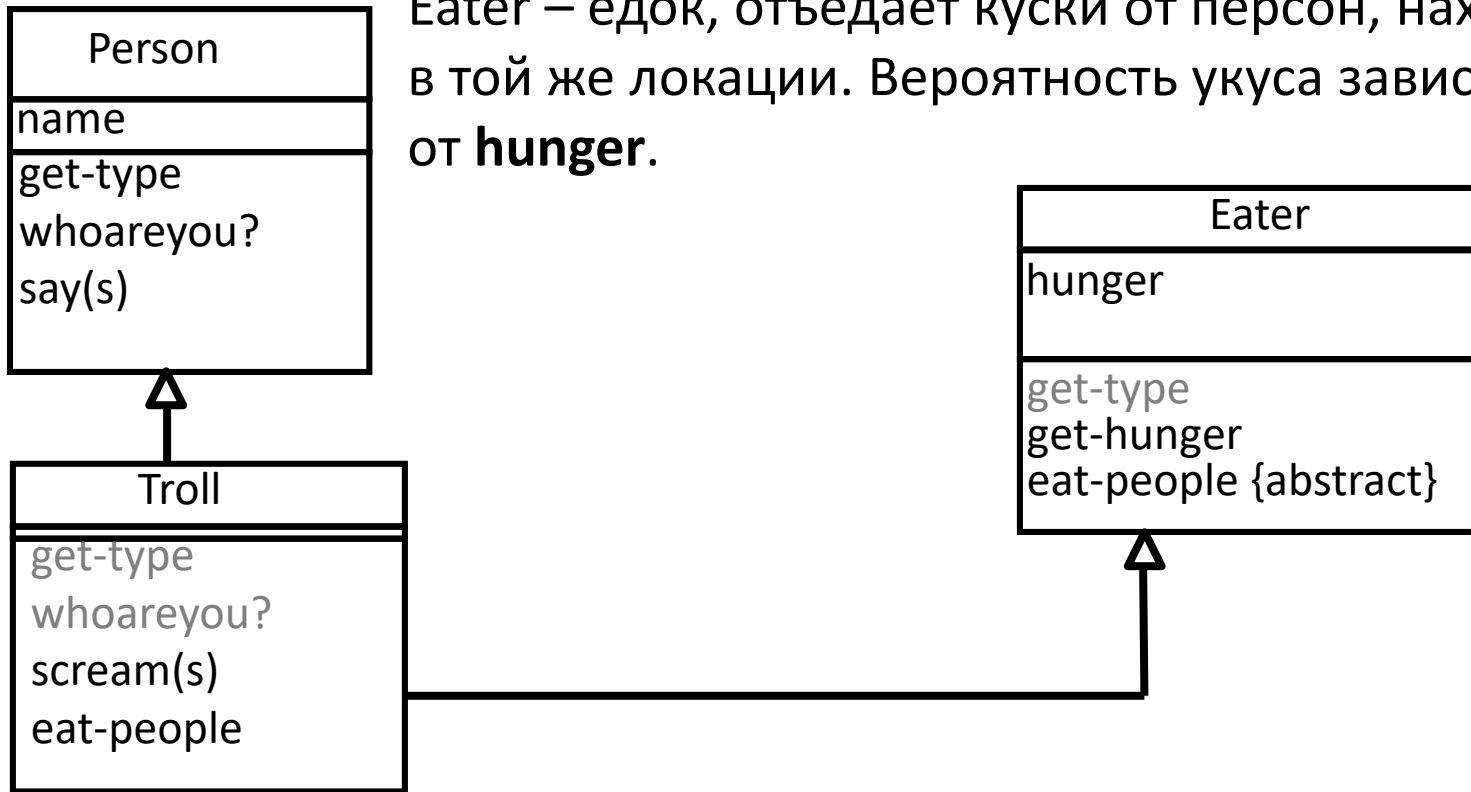 Person
name
get-type
whoareyou?
say(s)
Eater – едок, отъедает куски от персон,
в той же локации. Вероятность укуса
от hunger.
Eater
hunger
get-type
get-hunger
eat-people {abstract}
Troll
get-type
whoareyou?
scream(s)
eat-people